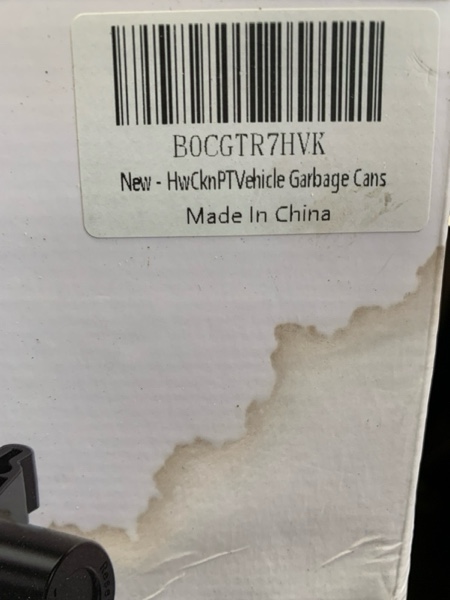 B0CGTR7HVK
New - HwCknPTVehicle Garbage Cans
Made In China